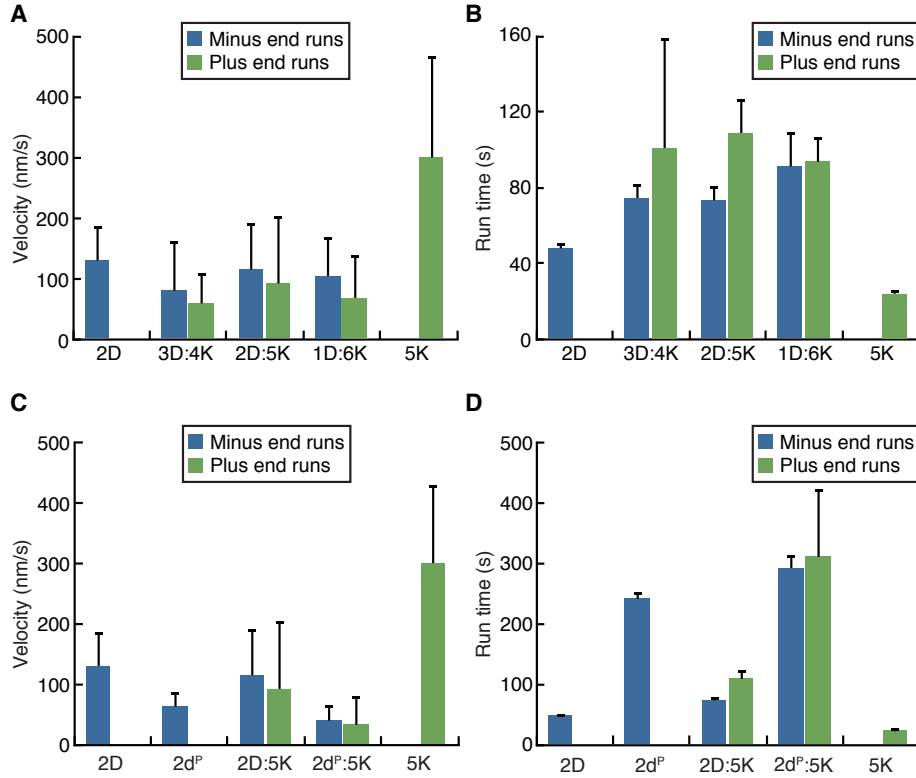 A
500
400
300
200
100
0
Velocity (nm/s)
Minus end runs
Plus end runs
2D
3D:4K
2D:5K
1D:6K
5K
B
160
120
80
40
0
Run time (s)
Minus end runs
Plus end runs
2D
3D:4K
2D:5K
1D:6K
5K
C
500
400
300
200
100
0
Velocity (nm/s)
Minus end runs
Plus end runs
2D
2dᴾ
2D:5K
2dᴾ:5K
5K
D
500
400
300
200
100
0
Run time (s)
Minus end runs
Plus end runs
2D
2dᴾ
2D:5K
2dᴾ:5K
5K